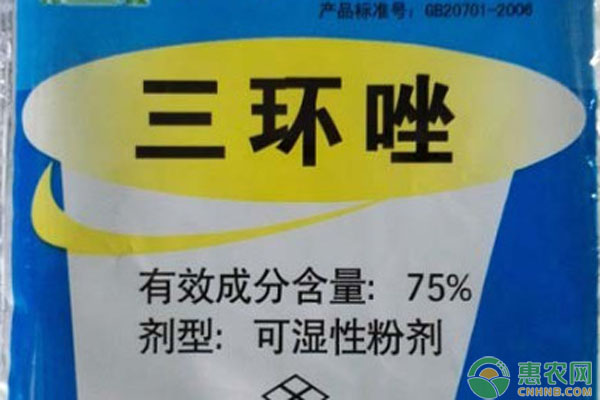 产品标准号：GB20701-2006
三环唑
有效成分含量：75%
剂型：可湿性粉剂
惠农网
CNHNB.COM